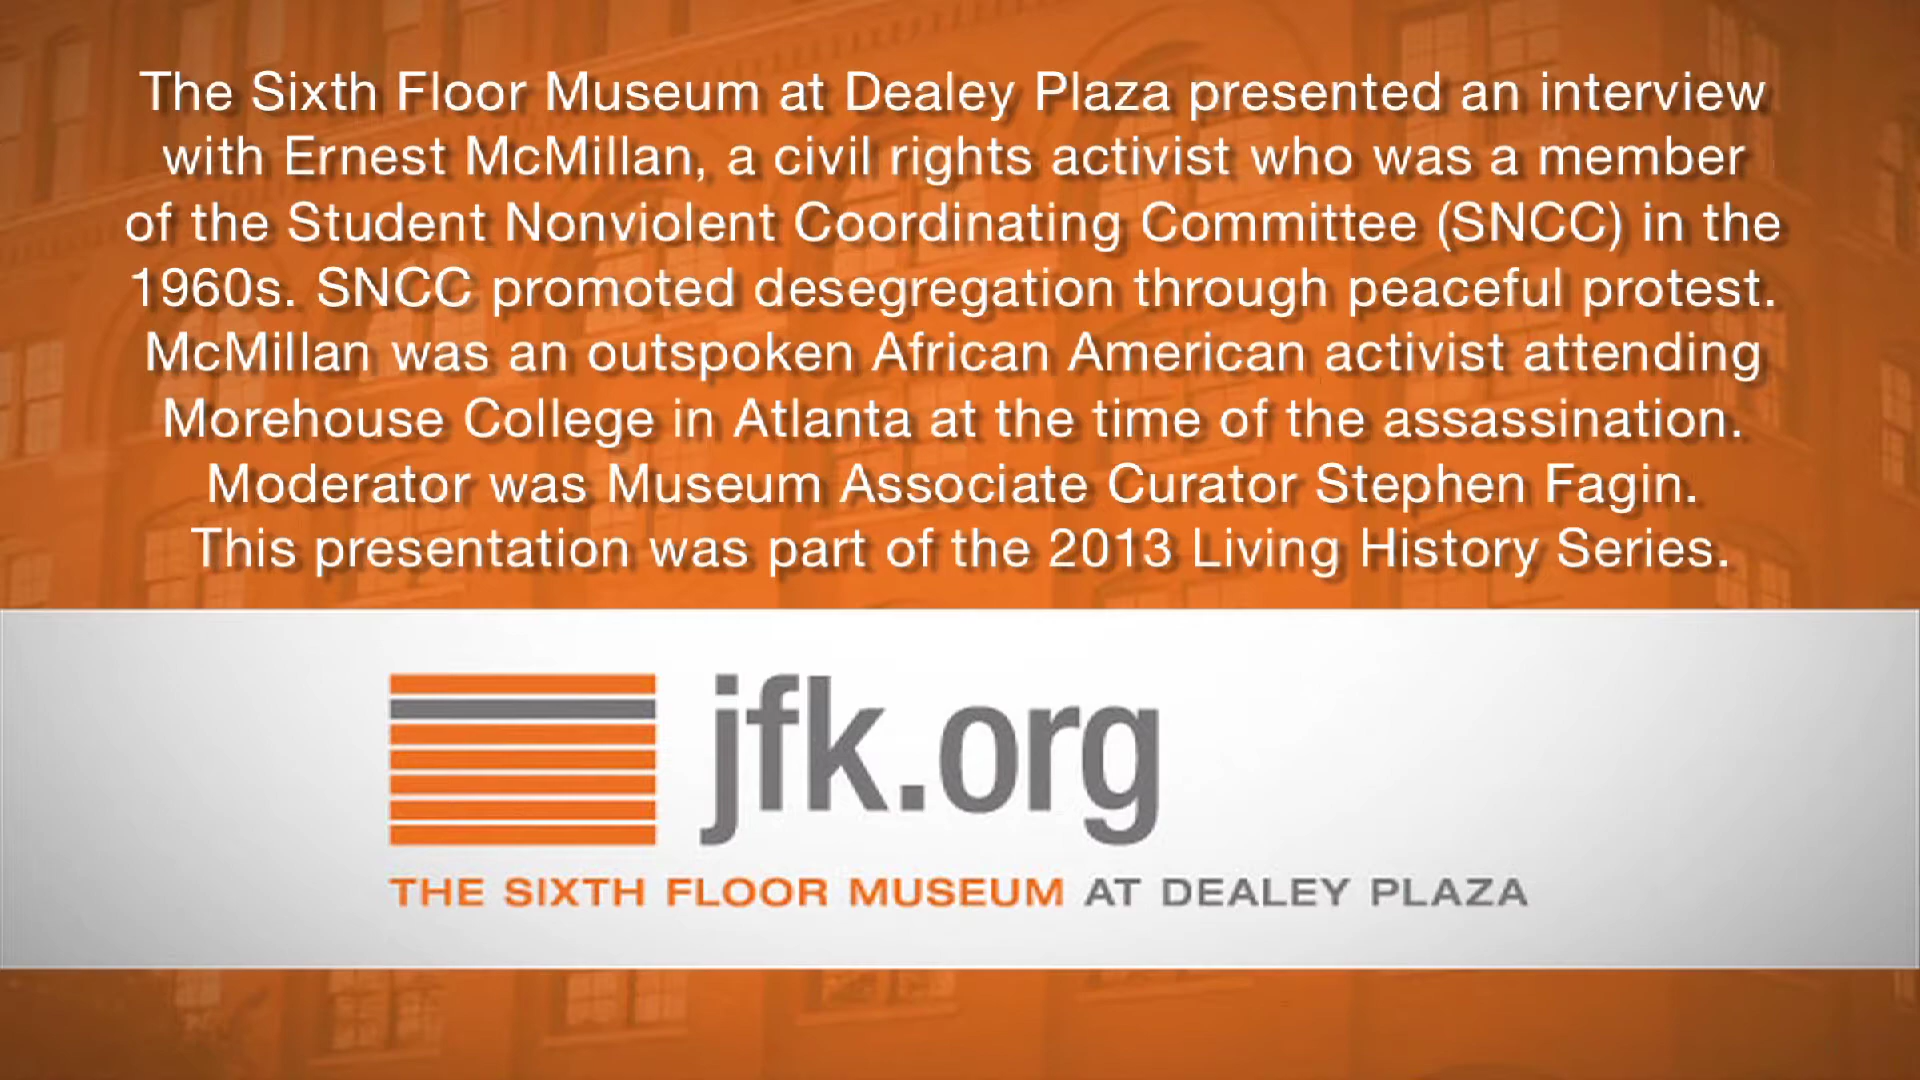 The Sixth Floor Museum at Dealey Plaza presented an interview
with Ernest McMillan, a civil rights activist who was a member
of the Student Nonviolent Coordinating Committee (SNCC) in the
1960s. SNCC promoted desegregation through peaceful protest.
McMillan was an outspoken African American activist attending
Morehouse College in Atlanta at the time of the assassination.
Moderator was Museum Associate Curator Stephen Fagin.
This presentation was part of the 2013 Living History Series.
jfk.org
THE SIXTH FLOOR MUSEUM AT DEALEY PLAZA